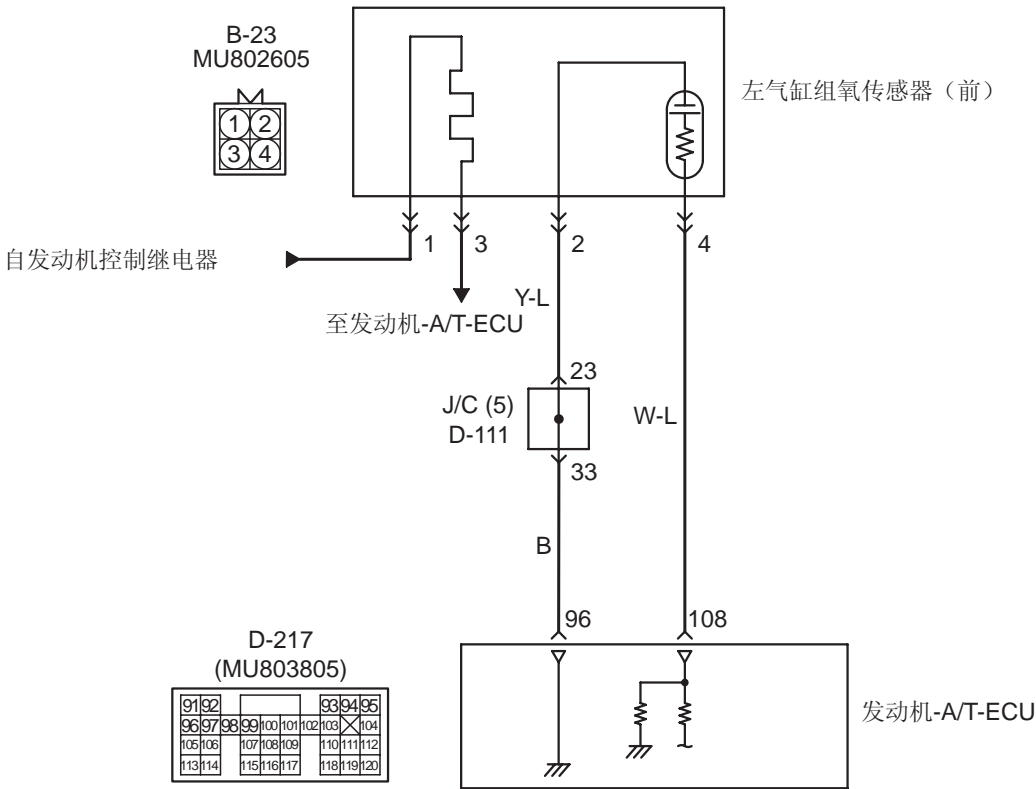 B-23
MU802605
1 2
3 4
左气缸组氧传感器（前）
1 3 2 4
自发动机控制继电器
至发动机-A/T-ECU
Y-L
23
J/C (5)
D-111
W-L
33
B
96 108
D-217
(MU803805)
91 92 93 94 95
96 97 98 99 100 101 102 103 104
105 106 107 108 109 110 111 112
113 114 115 116 117 118 119 120
发动机-A/T-ECU